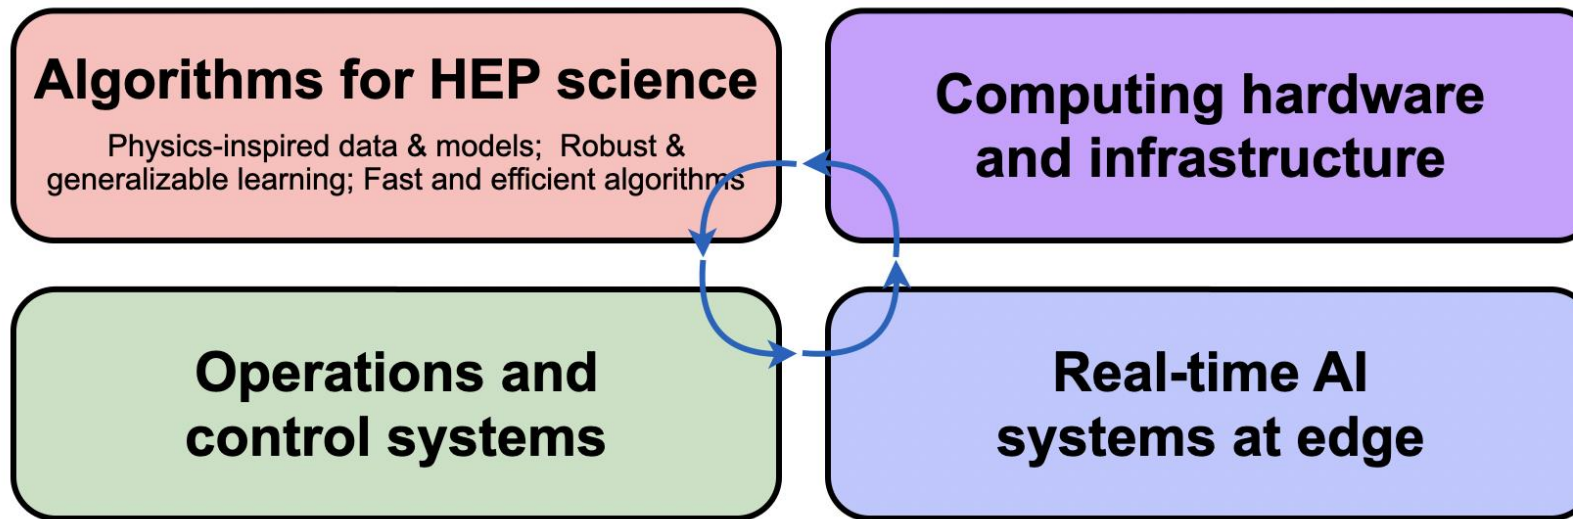 Algorithms for HEP science
Physics-inspired data & models;  Robust &
generalizable learning; Fast and efficient algorithms
Computing hardware
and infrastructure
Operations and
control systems
Real-time AI
systems at edge